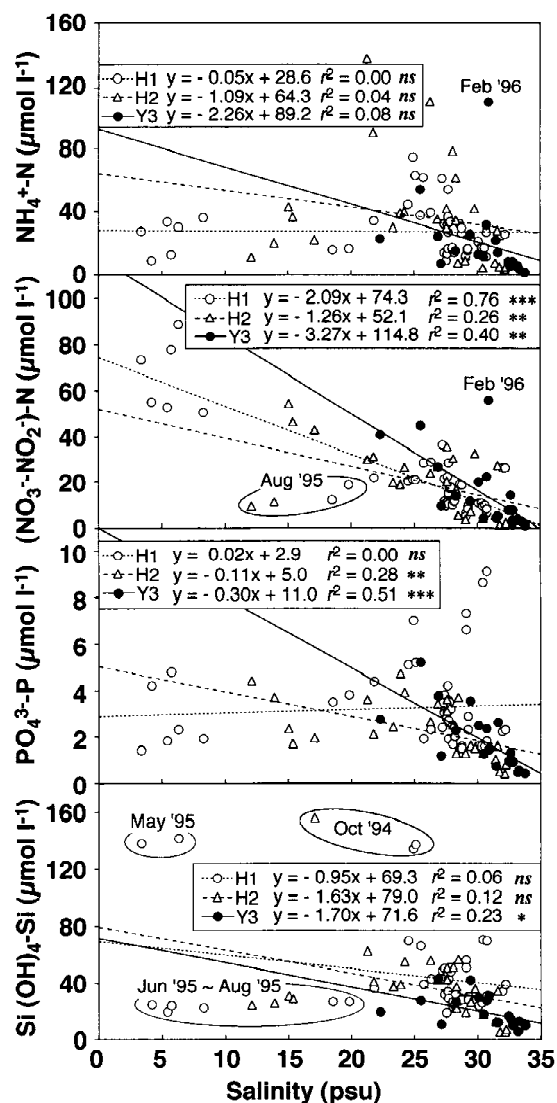 160
120
80
40
0
NH₄⁺-N (µmol l⁻¹)
H1 y = - 0.05x + 28.6 r² = 0.00 ns
H2 y = - 1.09x + 64.3 r² = 0.04 ns
Y3 y = - 2.26x + 89.2 r² = 0.08 ns
Feb '96
100
80
60
40
20
0
(NO₃⁻-NO₂⁻)-N (µmol l⁻¹)
H1 y = - 2.09x + 74.3 r² = 0.76 ***
H2 y = - 1.26x + 52.1 r² = 0.26 **
Y3 y = - 3.27x + 114.8 r² = 0.40 **
Feb '96
Aug '95
10
8
6
4
2
0
PO₄³⁻-P (µmol l⁻¹)
H1 y = 0.02x + 2.9 r² = 0.00 ns
H2 y = - 0.11x + 5.0 r² = 0.28 **
Y3 y = - 0.30x + 11.0 r² = 0.51 ***
160
120
80
40
0
Si (OH)₄-Si (µmol l⁻¹)
May '95
Oct '94
H1 y = - 0.95x + 69.3 r² = 0.06 ns
H2 y = - 1.63x + 79.0 r² = 0.12 ns
Y3 y = - 1.70x + 71.6 r² = 0.23 *
Jun '95 ~ Aug '95
0 5 10 15 20 25 30 35
Salinity (psu)